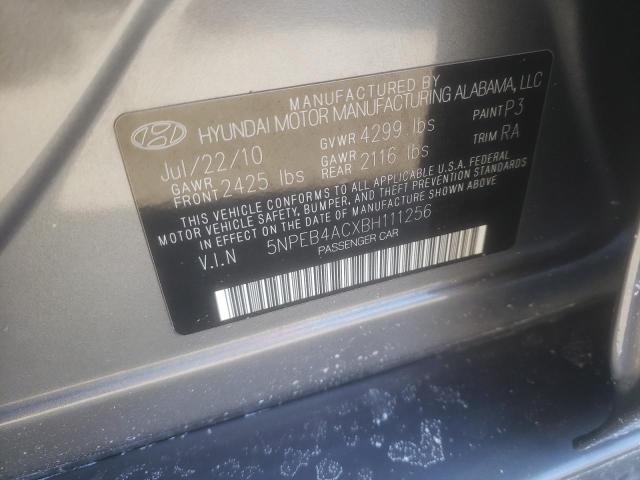 MANUFACTURED BY
HYUNDAI MOTOR MANUFACTURING ALABAMA, LLC
Jul/22/10 GVWR 4299 lbs PAINT P3
GAWR FRONT 2425 lbs GAWR REAR 2116 lbs TRIM RA
THIS VEHICLE CONFORMS TO ALL APPLICABLE U.S.A. FEDERAL
MOTOR VEHICLE SAFETY, BUMPER, AND THEFT PREVENTION STANDARDS
IN EFFECT ON THE DATE OF MANUFACTURE SHOWN ABOVE.
V.I.N 5NPEB4ACXBH111256
PASSENGER CAR